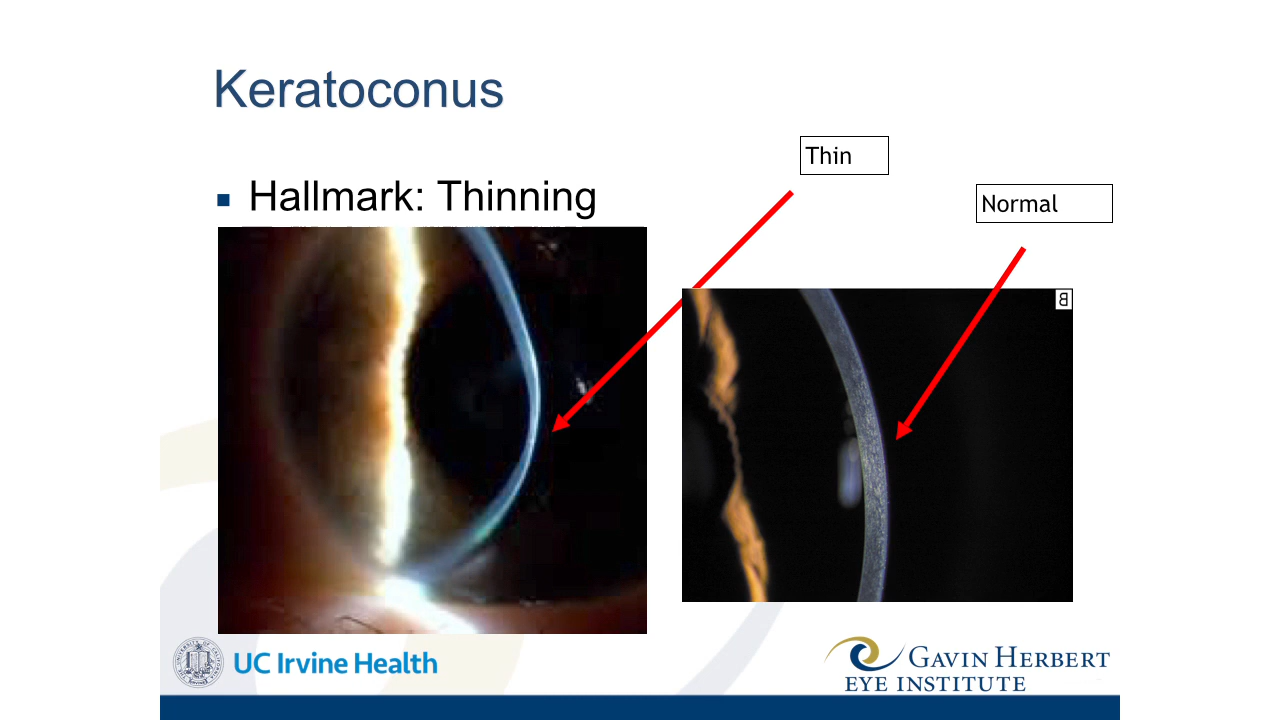 Keratoconus
Thin
Normal
▪ Hallmark: Thinning
B
UC Irvine Health
GAVIN HERBERT
EYE INSTITUTE